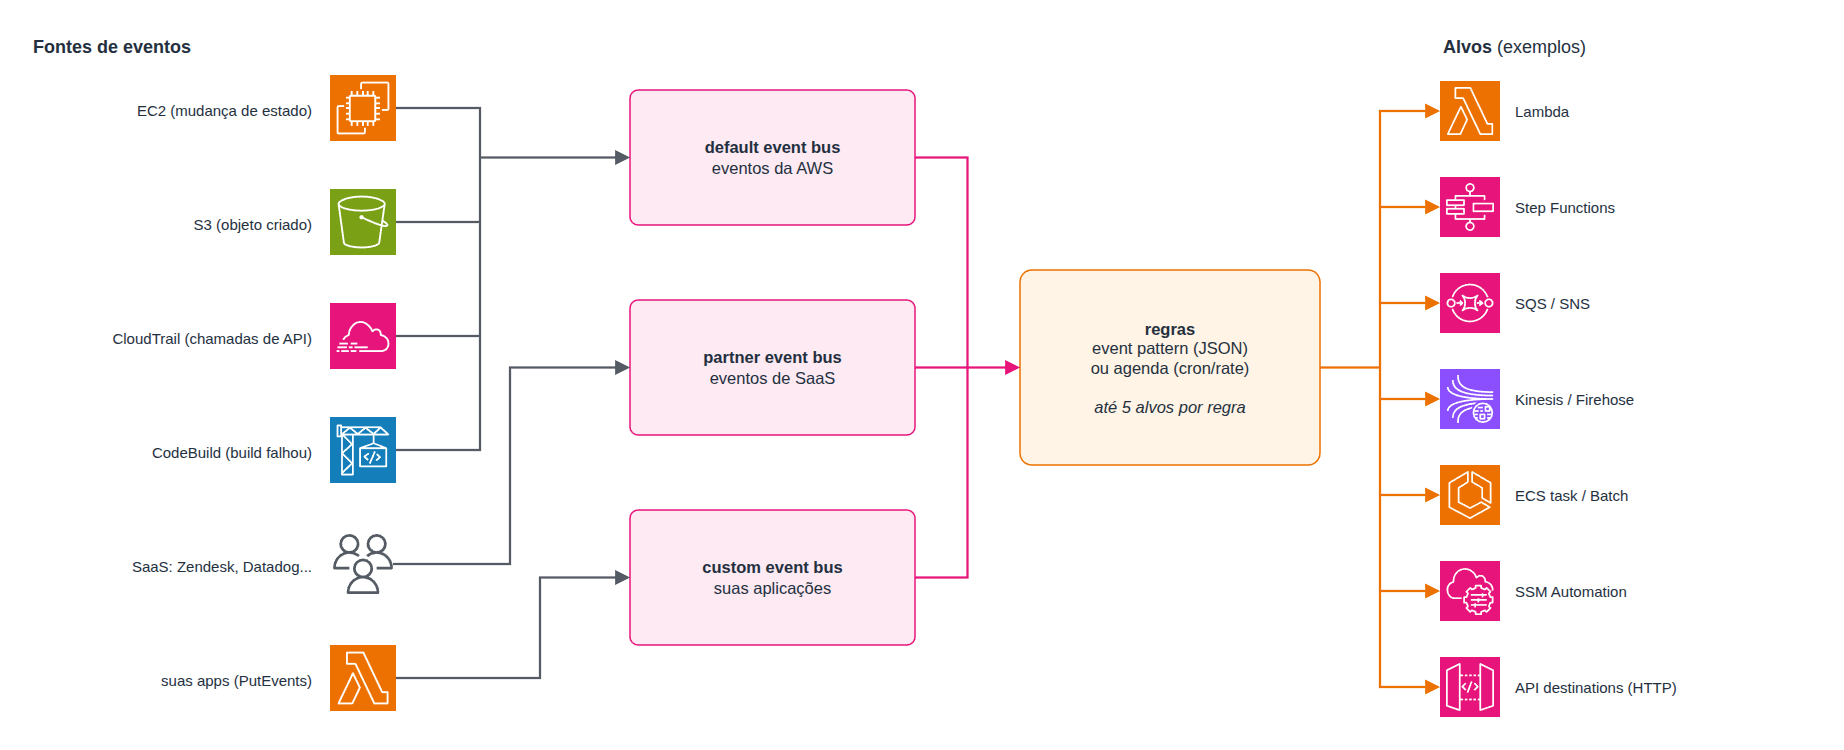 Fontes de eventos
EC2 (mudança de estado)
S3 (objeto criado)
CloudTrail (chamadas de API)
CodeBuild (build falhou)
SaaS: Zendesk, Datadog...
suas apps (PutEvents)
default event bus
eventos da AWS
partner event bus
eventos de SaaS
custom event bus
suas aplicações
regras
event pattern (JSON)
ou agenda (cron/rate)
até 5 alvos por regra
Alvos (exemplos)
Lambda
Step Functions
SQS / SNS
Kinesis / Firehose
ECS task / Batch
SSM Automation
API destinations (HTTP)